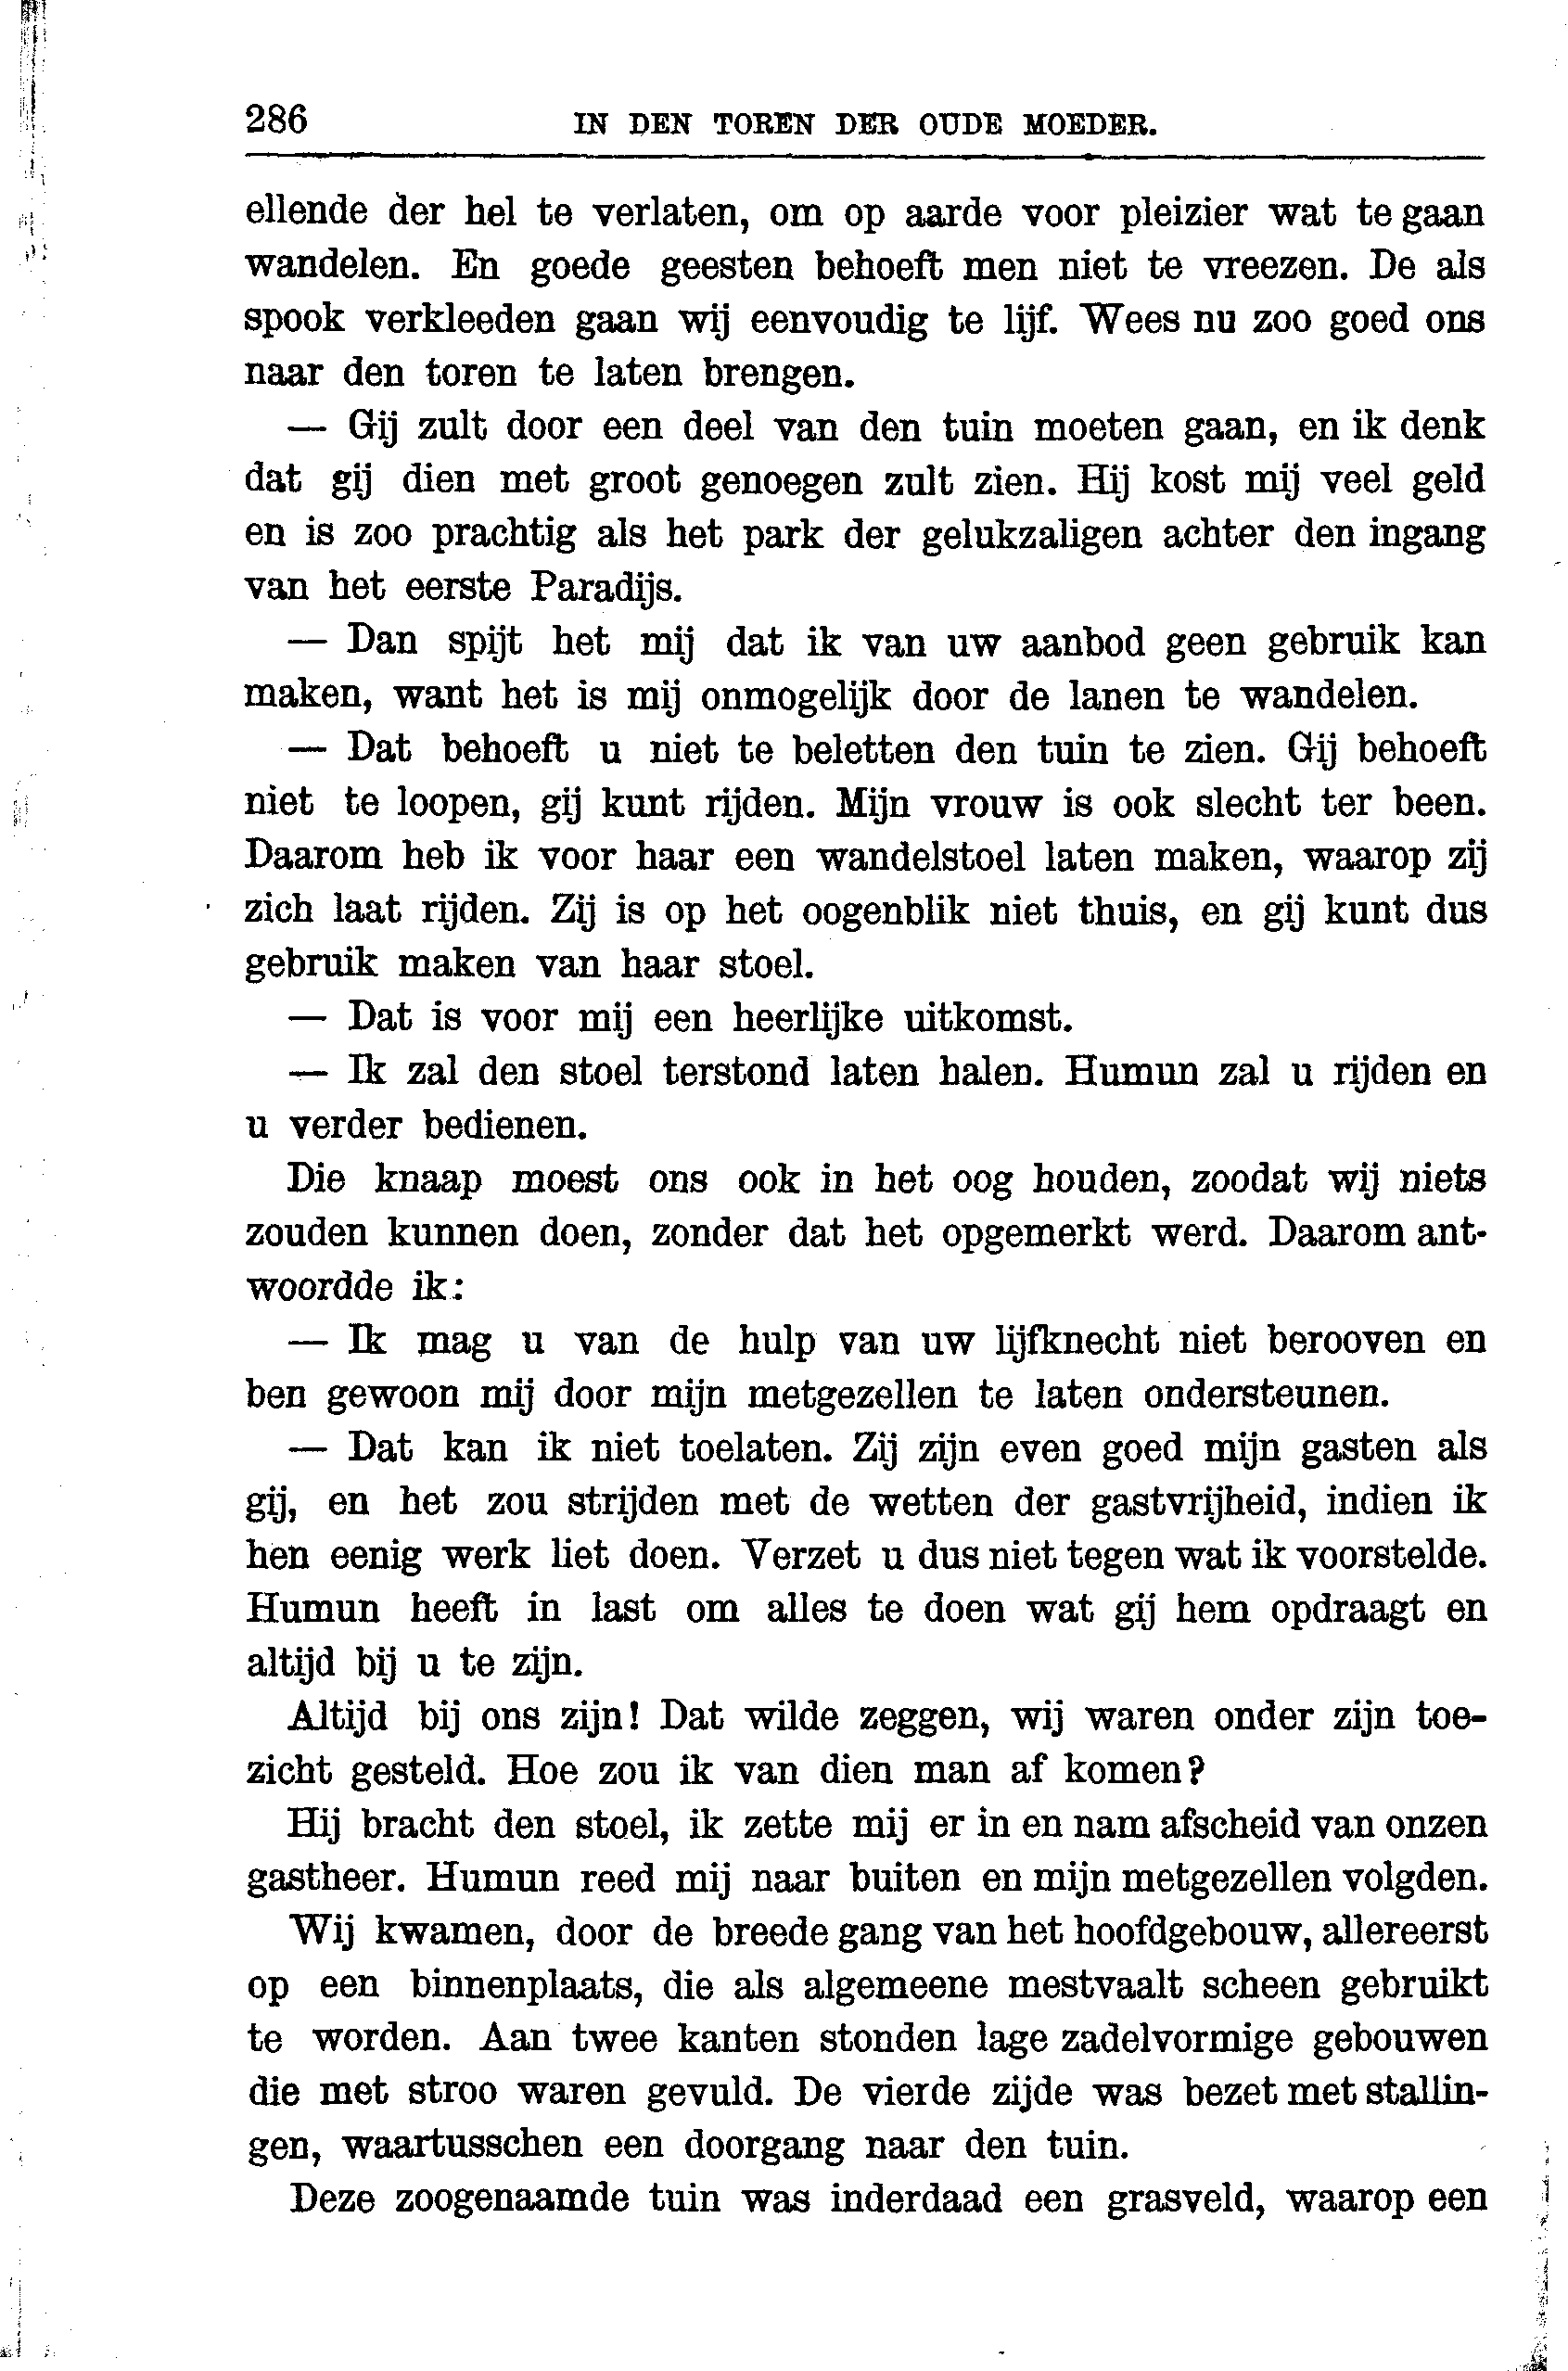 286 IN DEN TOREN DER OUDE MOEDER.
ellende der hel te verlaten, om op aarde voor pleizier wat te gaan
wandelen. En goede geesten behoeft men niet te vreezen. De als
spook verkleeden gaan wij eenvoudig te lijf. Wees nu zoo goed ons
naar den toren te laten brengen.
— Gij zult door een deel van den tuin moeten gaan, en ik denk
dat gij dien met groot genoegen zult zien. Hij kost mij veel geld
en is zoo prachtig als het park der gelukzaligen achter den ingang
van het eerste Paradijs.
— Dan spijt het mij dat ik van uw aanbod geen gebruik kan
maken, want het is mij onmogelijk door de lanen te wandelen.
— Dat behoeft u niet te beletten den tuin te zien. Gij behoeft
niet te loopen, gij kunt rijden. Mijn vrouw is ook slecht ter been.
Daarom heb ik voor haar een wandelstoel laten maken, waarop zij
zich laat rijden. Zij is op het oogenblik niet thuis, en gij kunt dus
gebruik maken van haar stoel.
— Dat is voor mij een heerlijke uitkomst.
— Ik zal den stoel terstond laten halen. Humun zal u rijden en
u verder bedienen.
Die knaap moest ons ook in het oog houden, zoodat wij niets
zouden kunnen doen, zonder dat het opgemerkt werd. Daarom ant-
woordde ik:
— Ik mag u van de hulp van uw lijfknecht niet berooven en
ben gewoon mij door mijn metgezellen te laten ondersteunen.
— Dat kan ik niet toelaten. Zij zijn even goed mijn gasten als
gij, en het zou strijden met de wetten der gastvrijheid, indien ik
hen eenig werk liet doen. Verzet u dus niet tegen wat ik voorstelde.
Humun heeft in last om alles te doen wat gij hem opdraagt en
altijd bij u te zijn.
Altijd bij ons zijn! Dat wilde zeggen, wij waren onder zijn toe-
zicht gesteld. Hoe zou ik van dien man af komen?
Hij bracht den stoel, ik zette mij er in en nam afscheid van onzen
gastheer. Humun reed mij naar buiten en mijn metgezellen volgden.
Wij kwamen, door de breede gang van het hoofdgebouw, allereerst
op een binnenplaats, die als algemeene mestvaalt scheen gebruikt
te worden. Aan twee kanten stonden lage zadelvormige gebouwen
die met stroo waren gevuld. De vierde zijde was bezet met stallin-
gen, waartusschen een doorgang naar den tuin.
Deze zoogenaamde tuin was inderdaad een grasveld, waarop een